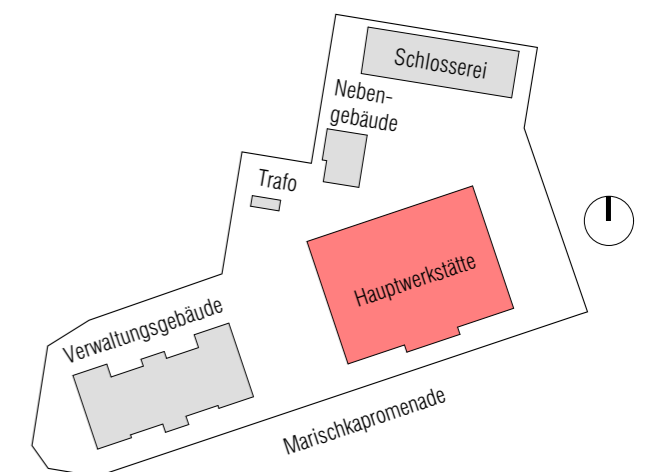 Schlosserei
Neben-
gebäude
Trafo
Hauptwerkstätte
Verwaltungsgebäude
Marischkapromenade